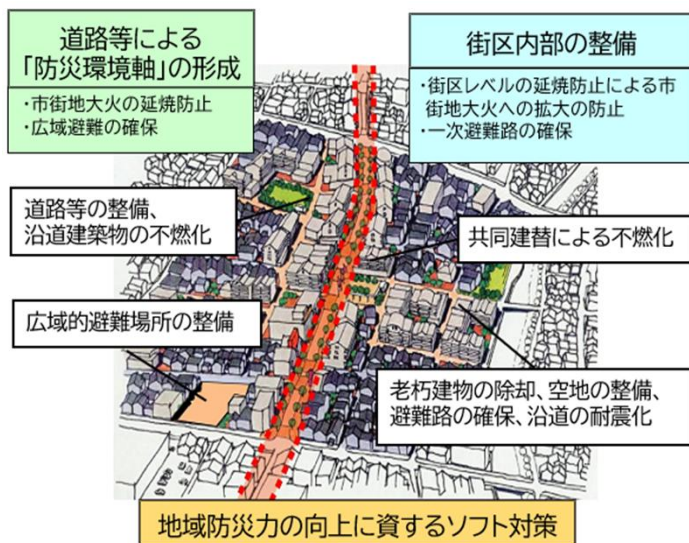 道路等による
「防災環境軸」の形成
・市街地大火の延焼防止
・広域避難の確保
街区内部の整備
・街区レベルの延焼防止による市
街地大火への拡大の防止
・一次避難路の確保
道路等の整備、
沿道建築物の不燃化
共同建替による不燃化
広域的避難場所の整備
老朽建物の除却、空地の整備、
避難路の確保、沿道の耐震化
地域防災力の向上に資するソフト対策